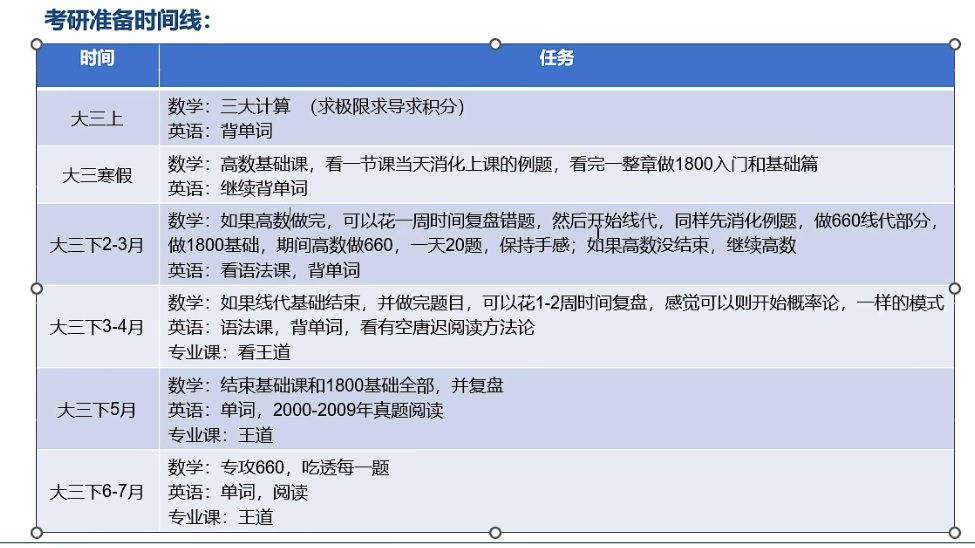 考研准备时间线：
时间 任务
大三上
数学：三大计算 （求极限求导求积分）
英语：背单词
大三寒假
数学：高数基础课，看一节课当天消化上课的例题，看完一整章做1800入门和基础篇
英语：继续背单词
大三下2-3月
数学：如果高数做完，可以花一周时间复盘错题，然后开始线代，同样先消化例题，做660线代部分，
做1800基础，期间高数做660，一天20题，保持手感；如果高数没结束，继续高数
英语：看语法课，背单词
大三下3-4月
数学：如果线代基础结束，并做完题目，可以花1-2周时间复盘，感觉可以则开始概率论，一样的模式
英语：语法课，背单词，看有空唐迟阅读方法论
专业课：看王道
大三下5月
数学：结束基础课和1800基础全部，并复盘
英语：单词，2000-2009年真题阅读
专业课：王道
大三下6-7月
数学：专攻660，吃透每一题
英语：单词，阅读
专业课：王道